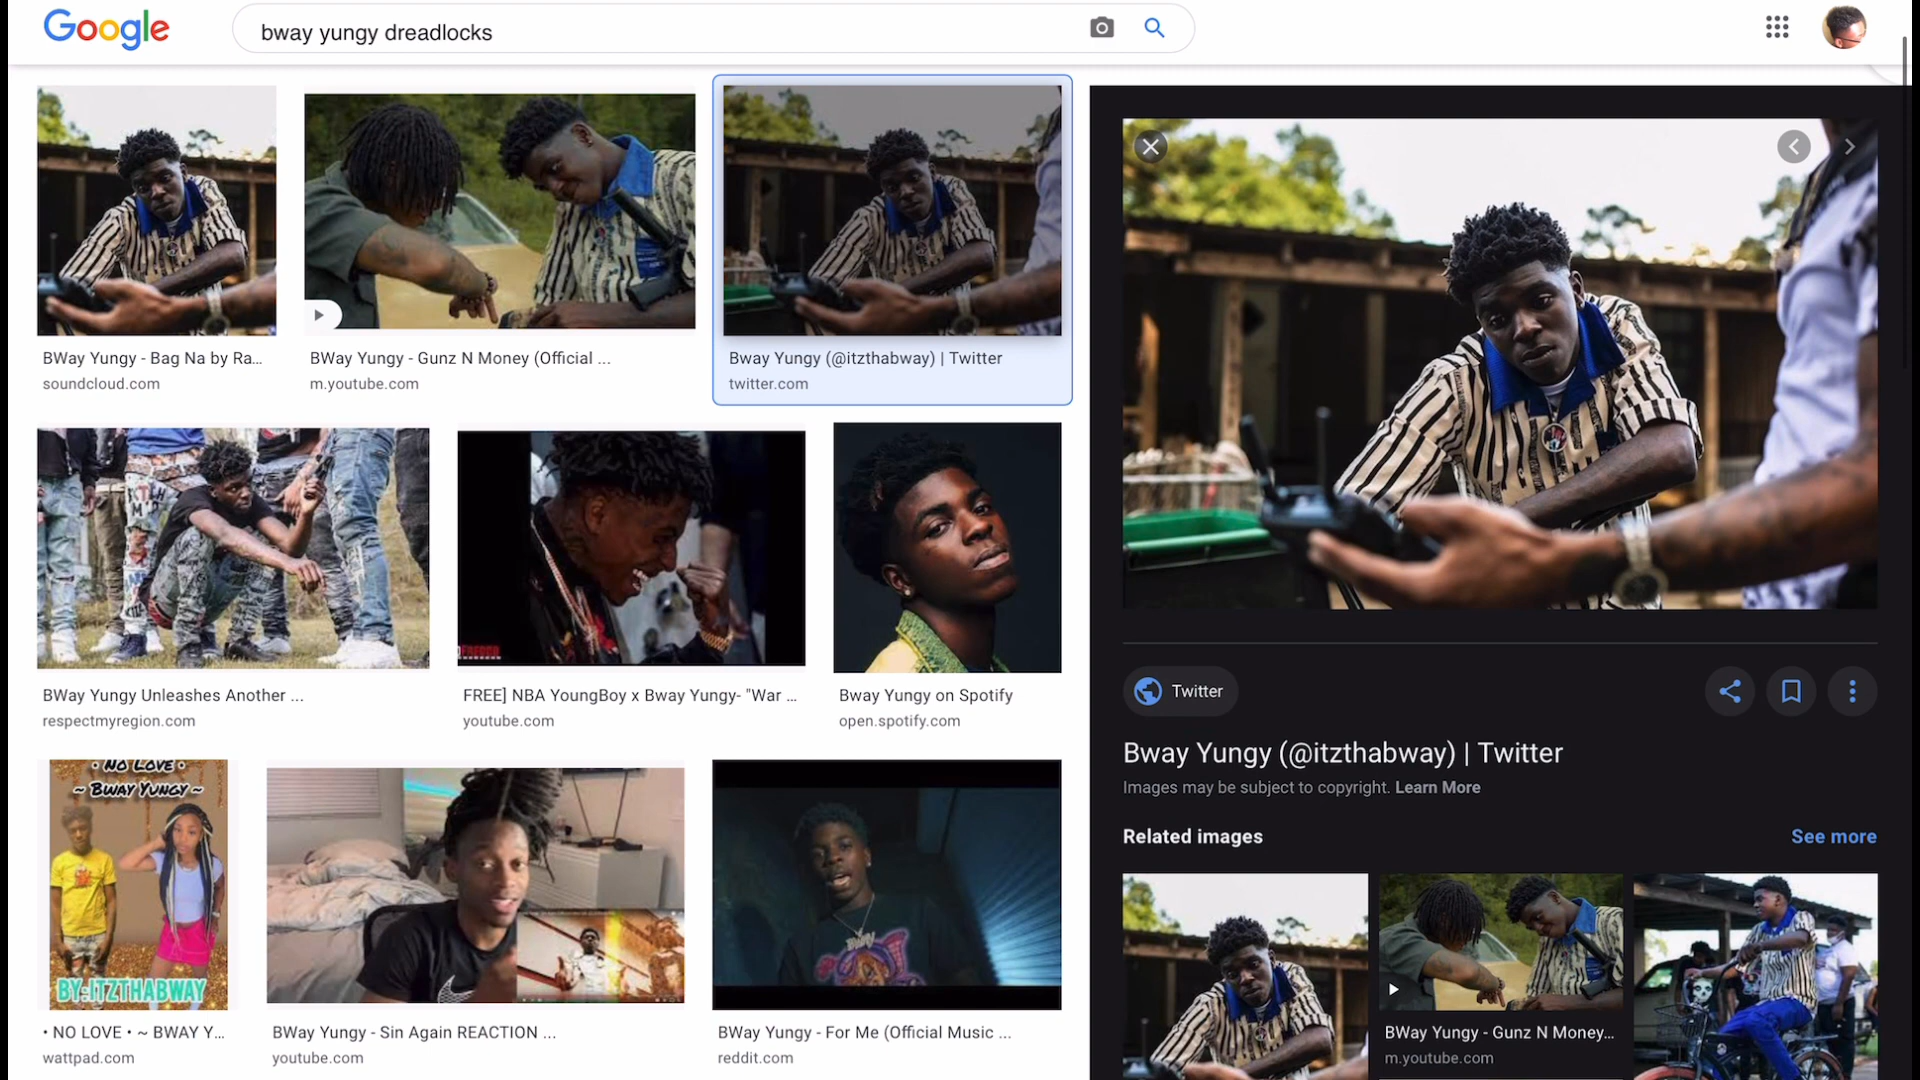 Google
bway yungy dreadlocks
BWay Yungy - Bag Na by Ra...
soundcloud.com
BWay Yungy - Gunz N Money (Official ...
m.youtube.com
Bway Yungy (@itzthabway) | Twitter
twitter.com
BWay Yungy Unleashes Another ...
respectmyregion.com
FREE] NBA YoungBoy x Bway Yungy- "War ...
youtube.com
Bway Yungy on Spotify
open.spotify.com
• NO LOVE •
~ BWAY YUNGY ~
BY:ITZTHABWAY
• NO LOVE • ~ BWAY Y...
wattpad.com
BWay Yungy - Sin Again REACTION ...
youtube.com
BWay Yungy - For Me (Official Music ...
reddit.com
Twitter
Bway Yungy (@itzthabway) | Twitter
Images may be subject to copyright. Learn More
Related images
See more
BWay Yungy - Gunz N Money...
m.youtube.com